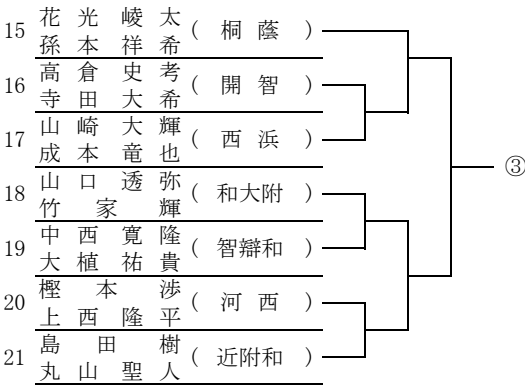 15 花光崚太 ( 桐蔭 )
孫本祥希
16 高倉史考 ( 開智 )
寺田大希
17 山崎大輝 ( 西浜 )
成本竜也
③
18 山口透弥 ( 和大附 )
竹家輝
19 中西寛隆 ( 智辯和 )
大植祐貴
20 樫本渉 ( 河西 )
上西隆平
21 島田樹 ( 近附和 )
丸山聖人